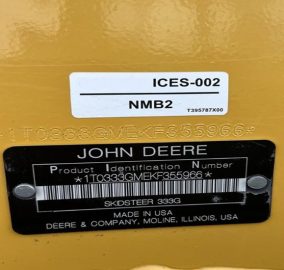 ICES-002
NMB2
T395787X00
*1T0333GMEKF355966*
JOHN DEERE
Product Identification Number
*1T0333GMEKF355966*
SKIDSTEER 333G
MADE IN USA
DEERE & COMPANY, MOLINE, ILLINOIS, USA